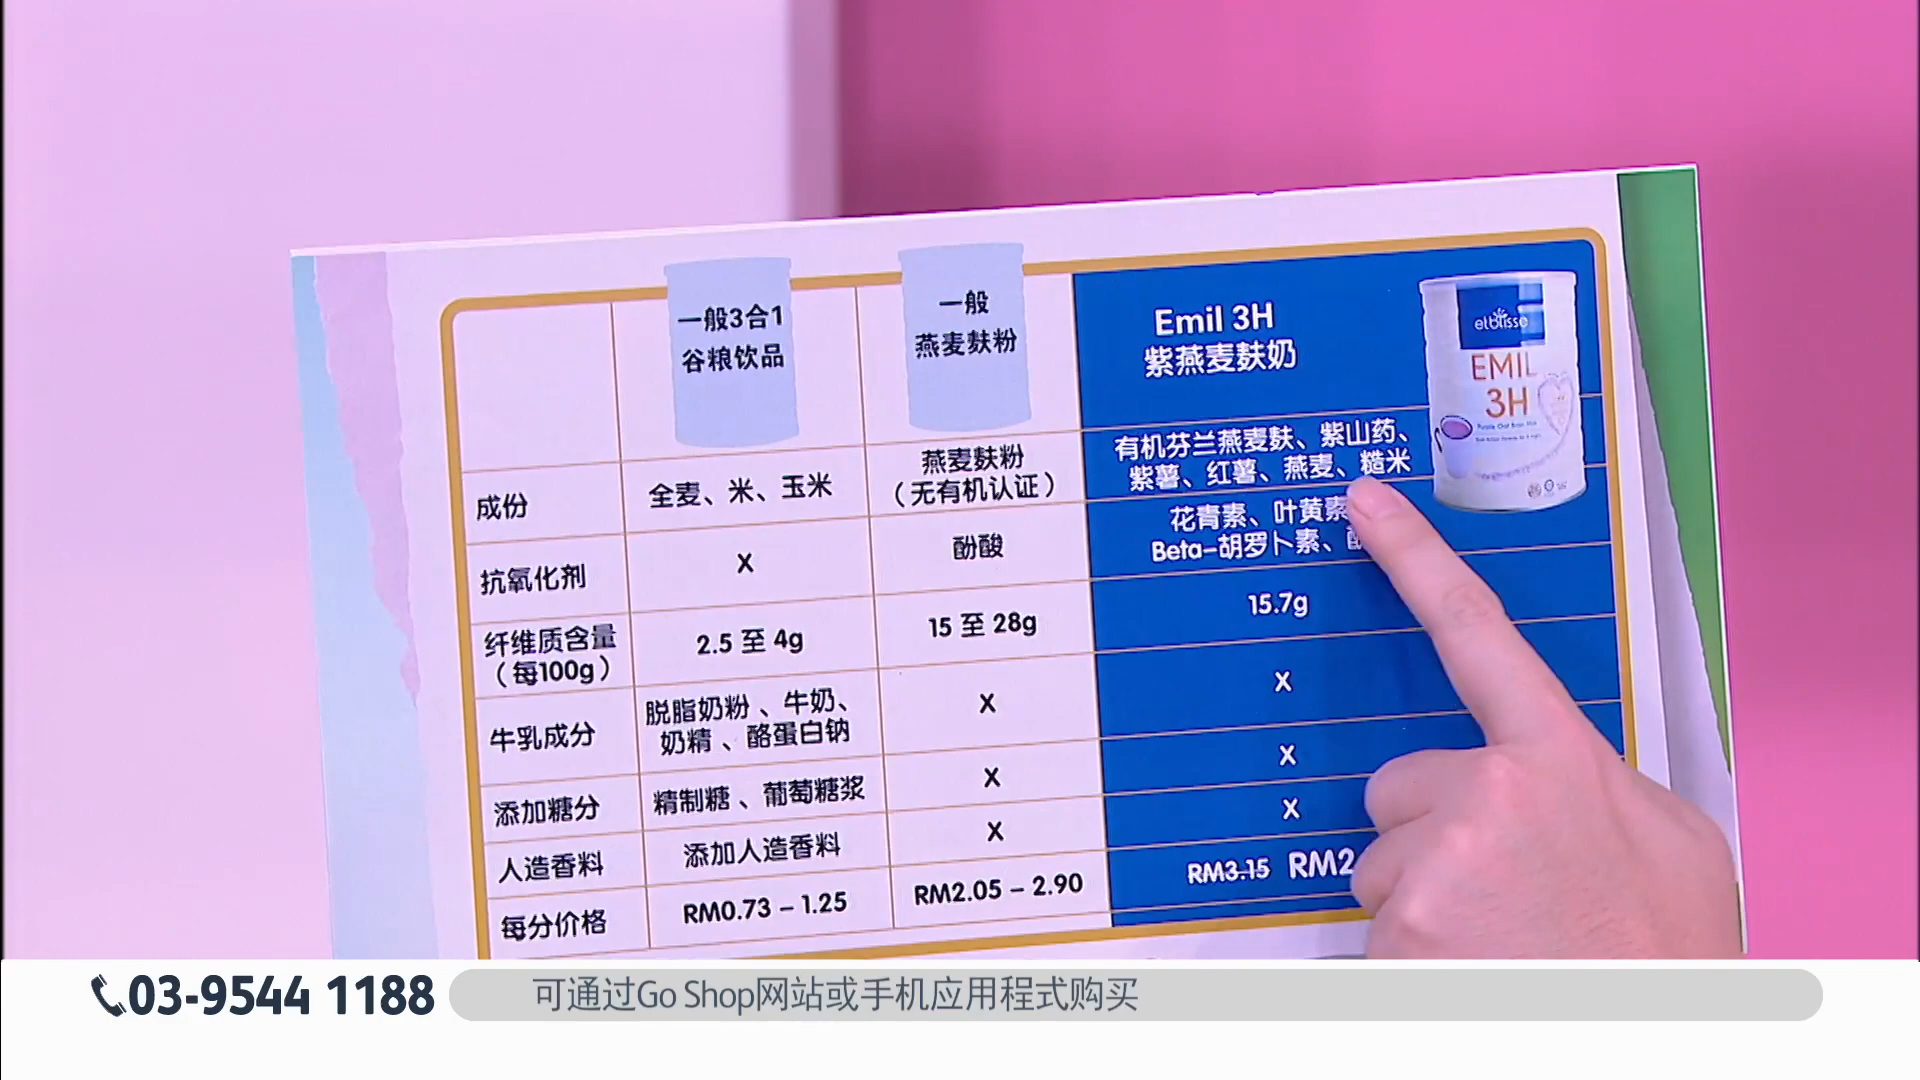 一般3合1
谷粮饮品
一般
燕麦麸粉
Emil 3H
紫燕麦麸奶
etblisse
EMIL
3H
Purple Oat Bran Milk
成份
全麦、米、玉米
燕麦麸粉
（无有机认证）
有机芬兰燕麦麸、紫山药、
紫薯、红薯、燕麦、糙米
抗氧化剂
X
酚酸
花青素、叶黄素
Beta-胡罗卜素、
纤维质含量
（每100g）
2.5 至 4g
15 至 28g
15.7g
牛乳成分
脱脂奶粉 、牛奶、
奶精 、酪蛋白钠
X
X
添加糖分
精制糖 、葡萄糖浆
X
X
人造香料
添加人造香料
X
X
每分价格
RM0.73 – 1.25
RM2.05 – 2.90
RM3.15 RM2
03-9544 1188
可通过Go Shop网站或手机应用程式购买